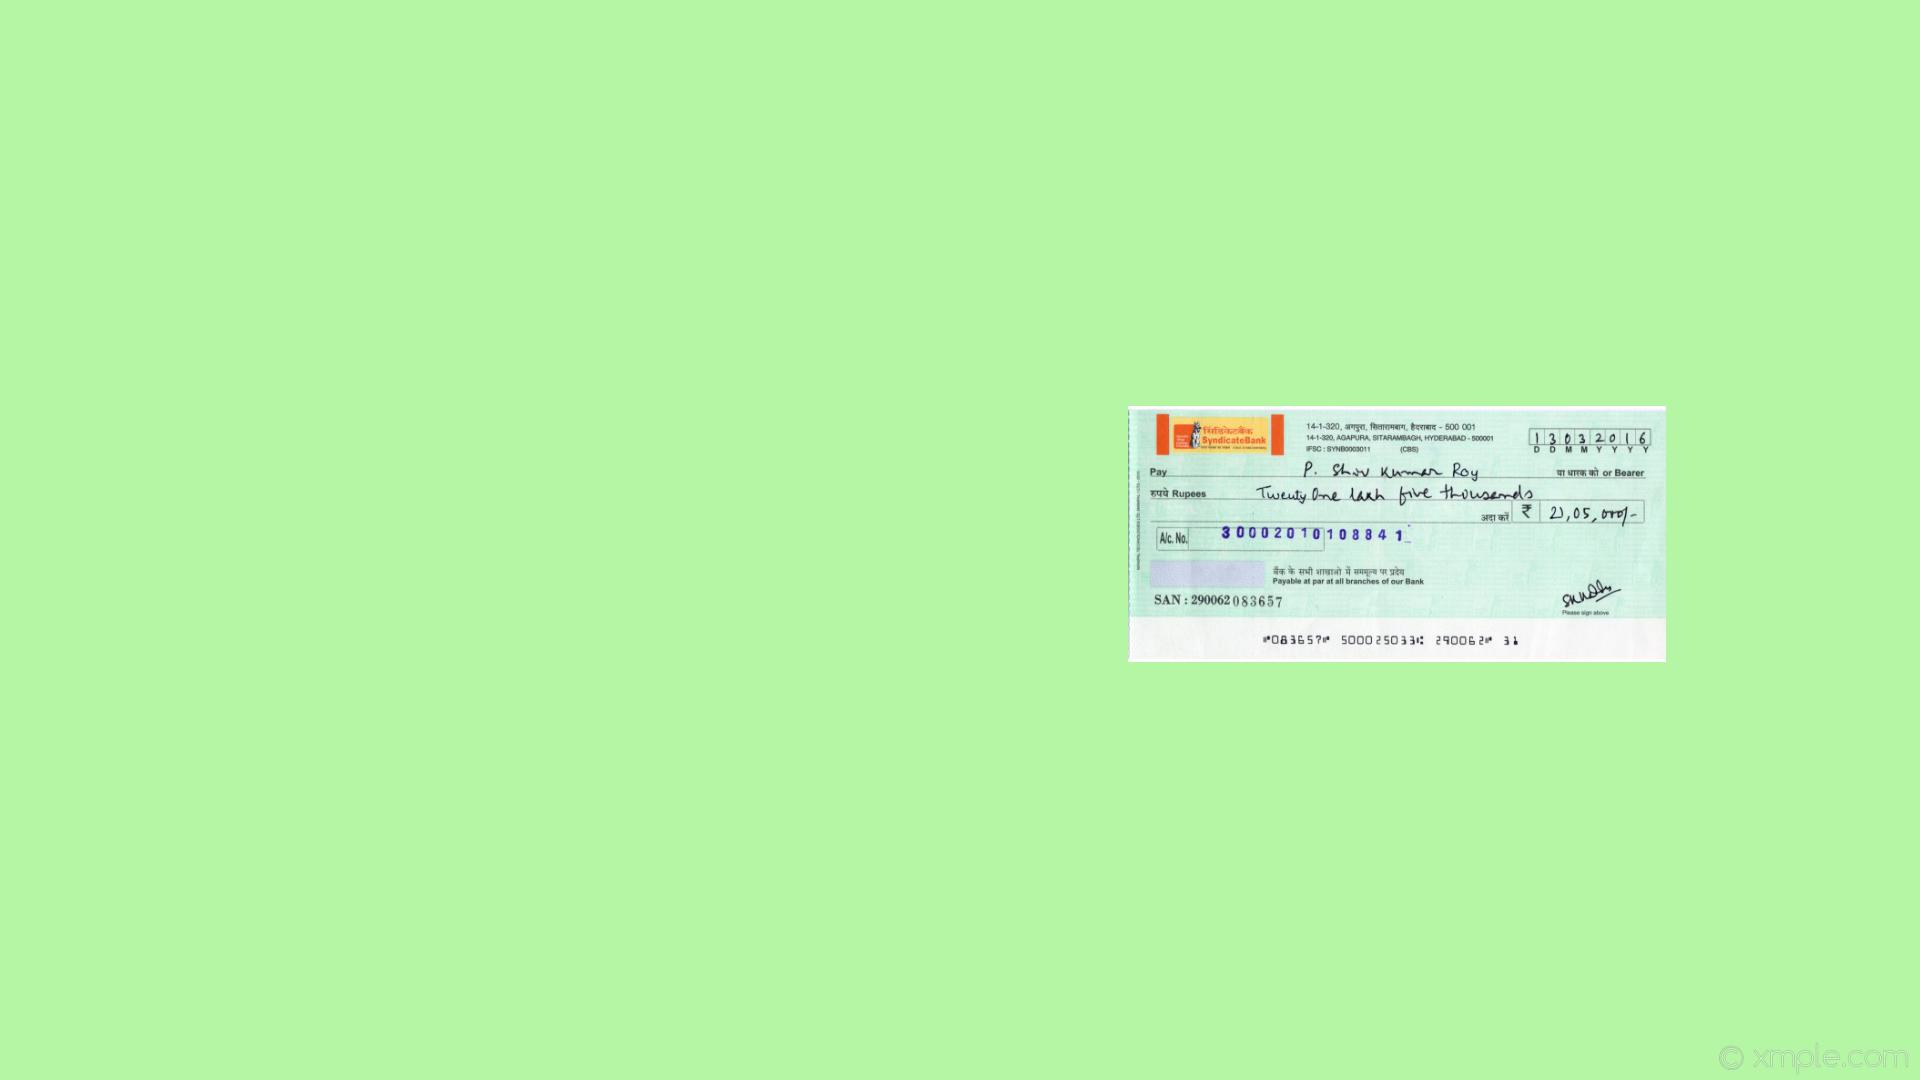 सिंडिकेटबैंक
SyndicateBank
14-1-320, अगपुरा, सितारामबाग, हैदराबाद - 500 001
14-1-320, AGAPURA, SITARAMBAGH, HYDERABAD - 500001
IFSC : SYNB0003011 (CBS)
1 3 0 3 2 0 1 6
D D M M Y Y Y Y
Pay P. Shiv Kumar Roy या धारक को or Bearer
रुपये Rupees Twenty One lakh five thousands
अदा करें ₹ 21,05,000/-
A/c. No. 30002010108841
बैंक के सभी शाखाओ में सममूल्य पर प्रदेय
Payable at par at all branches of our Bank
SAN : 290062 083657
Please sign above
⑈083657⑈ 500025033⑆ 290062⑈ 31
© xmple.com